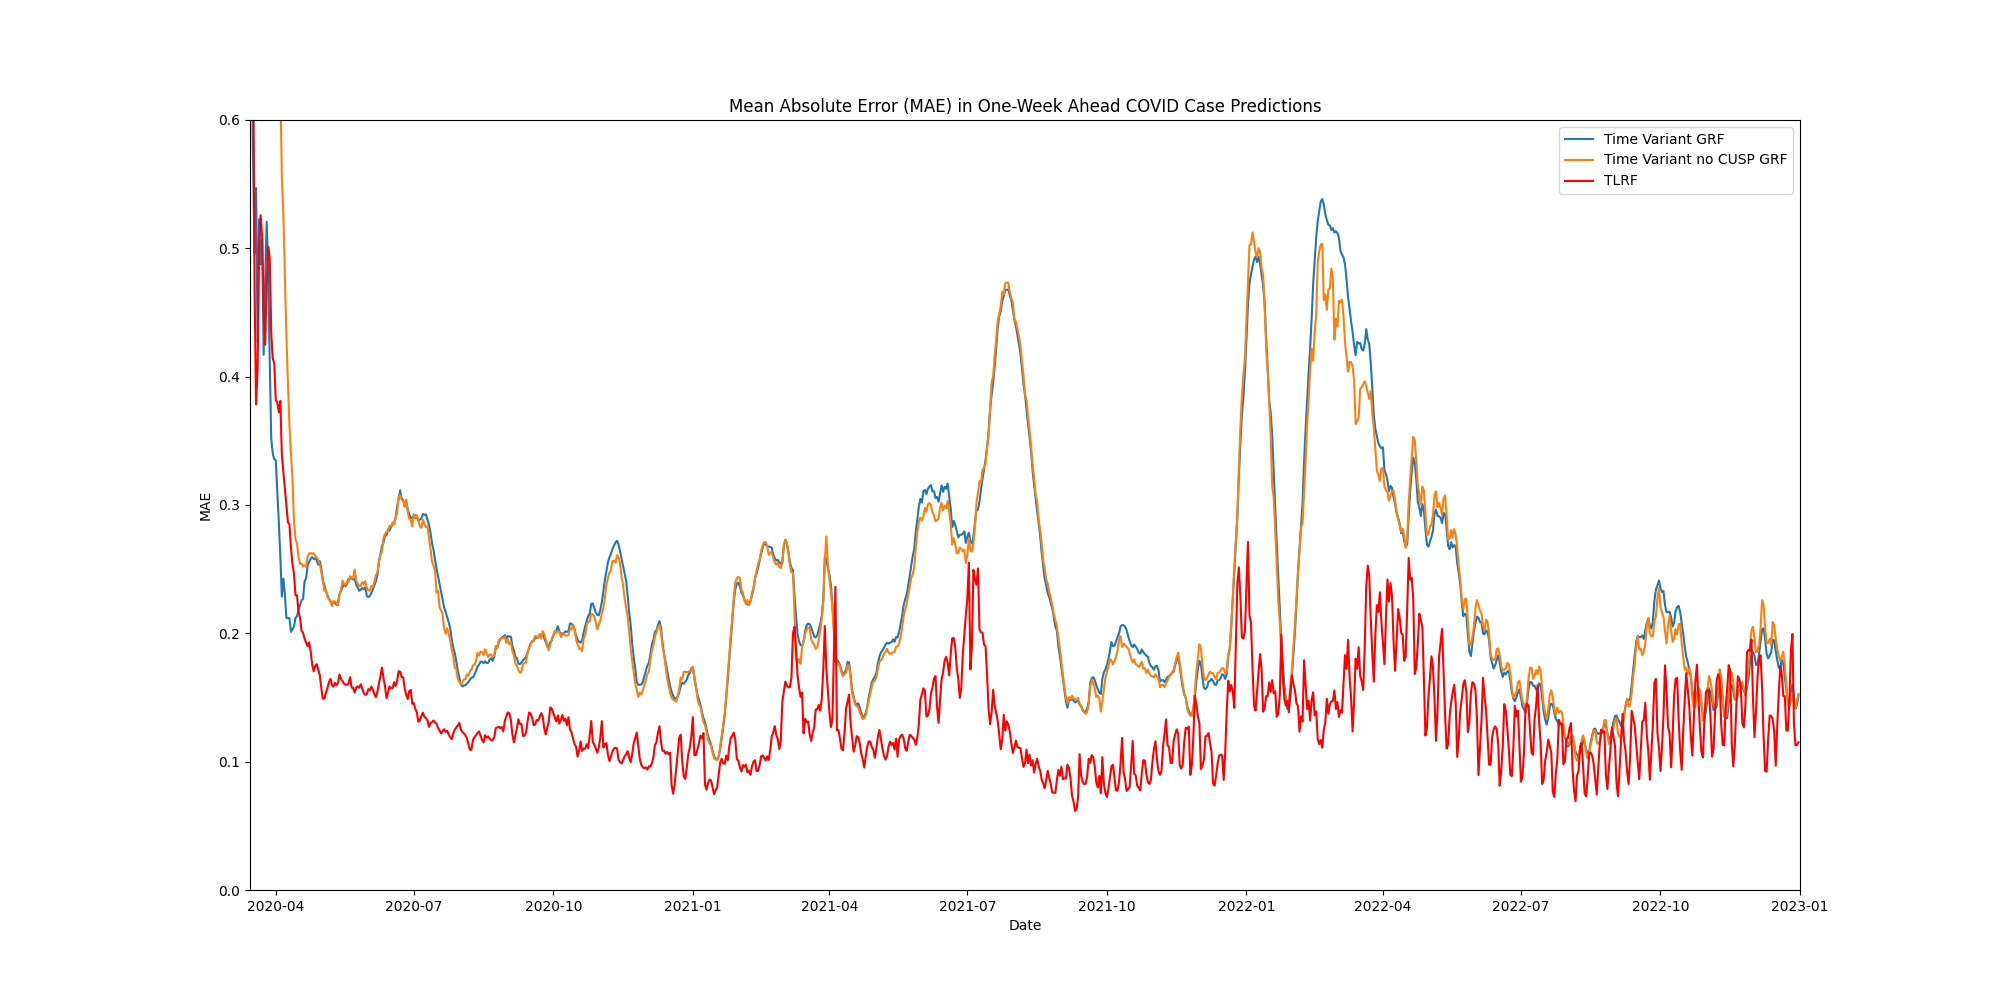 Mean Absolute Error (MAE) in One-Week Ahead COVID Case Predictions
0.6
0.5
0.4
0.3
0.2
0.1
0.0
MAE
Time Variant GRF
Time Variant no CUSP GRF
TLRF
2020-04 2020-07 2020-10 2021-01 2021-04 2021-07 2021-10 2022-01 2022-04 2022-07 2022-10 2023-01
Date